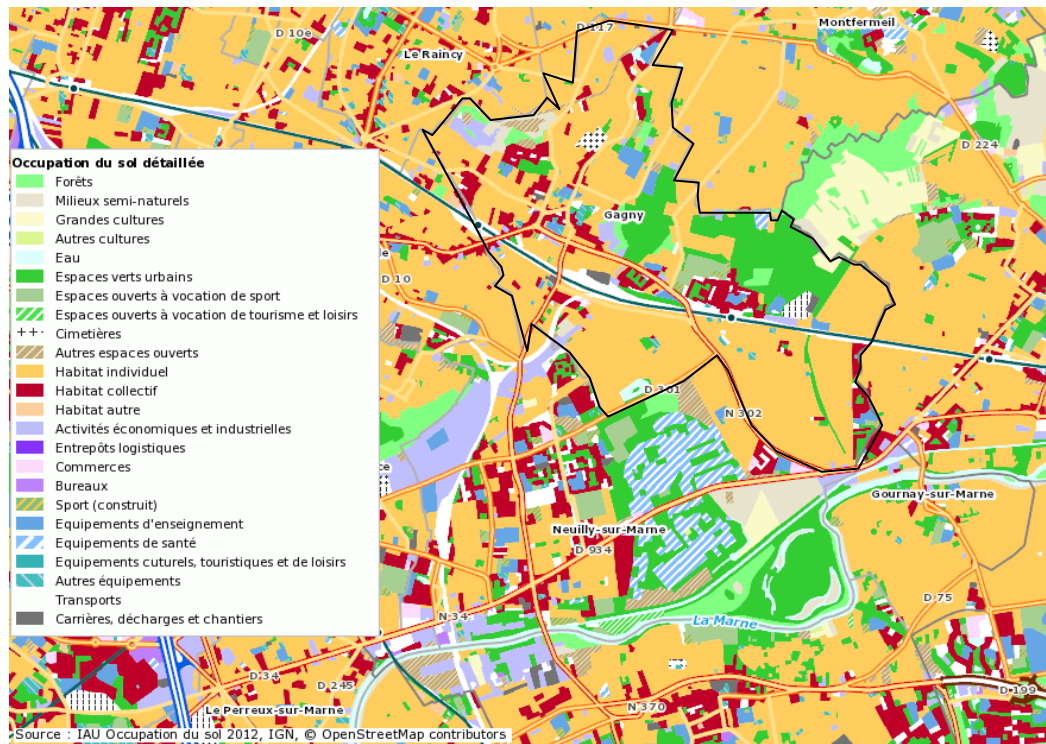 D 10e
D 117
Montfermeil
Le Raincy
D 224
Occupation du sol détaillée
Forêts
Milieux semi-naturels
Grandes cultures
Autres cultures
Eau
Espaces verts urbains
Espaces ouverts à vocation de sport
Espaces ouverts à vocation de tourisme et loisirs
Cimetières
Autres espaces ouverts
Habitat individuel
Habitat collectif
Habitat autre
Activités économiques et industrielles
Entrepôts logistiques
Commerces
Bureaux
Sport (construit)
Equipements d'enseignement
Equipements de santé
Equipements cuturels, touristiques et de loisirs
Autres équipements
Transports
Carrières, décharges et chantiers
Gagny
D 10
D 301
N 302
Gournay-sur-Marne
Neuilly-sur-Marne
D 934
D 75
N 34
La Marne
D 34
D 245
D 199
Le Perreux-sur-Marne
N 370
Source : IAU Occupation du sol 2012, IGN, © OpenStreetMap contributors